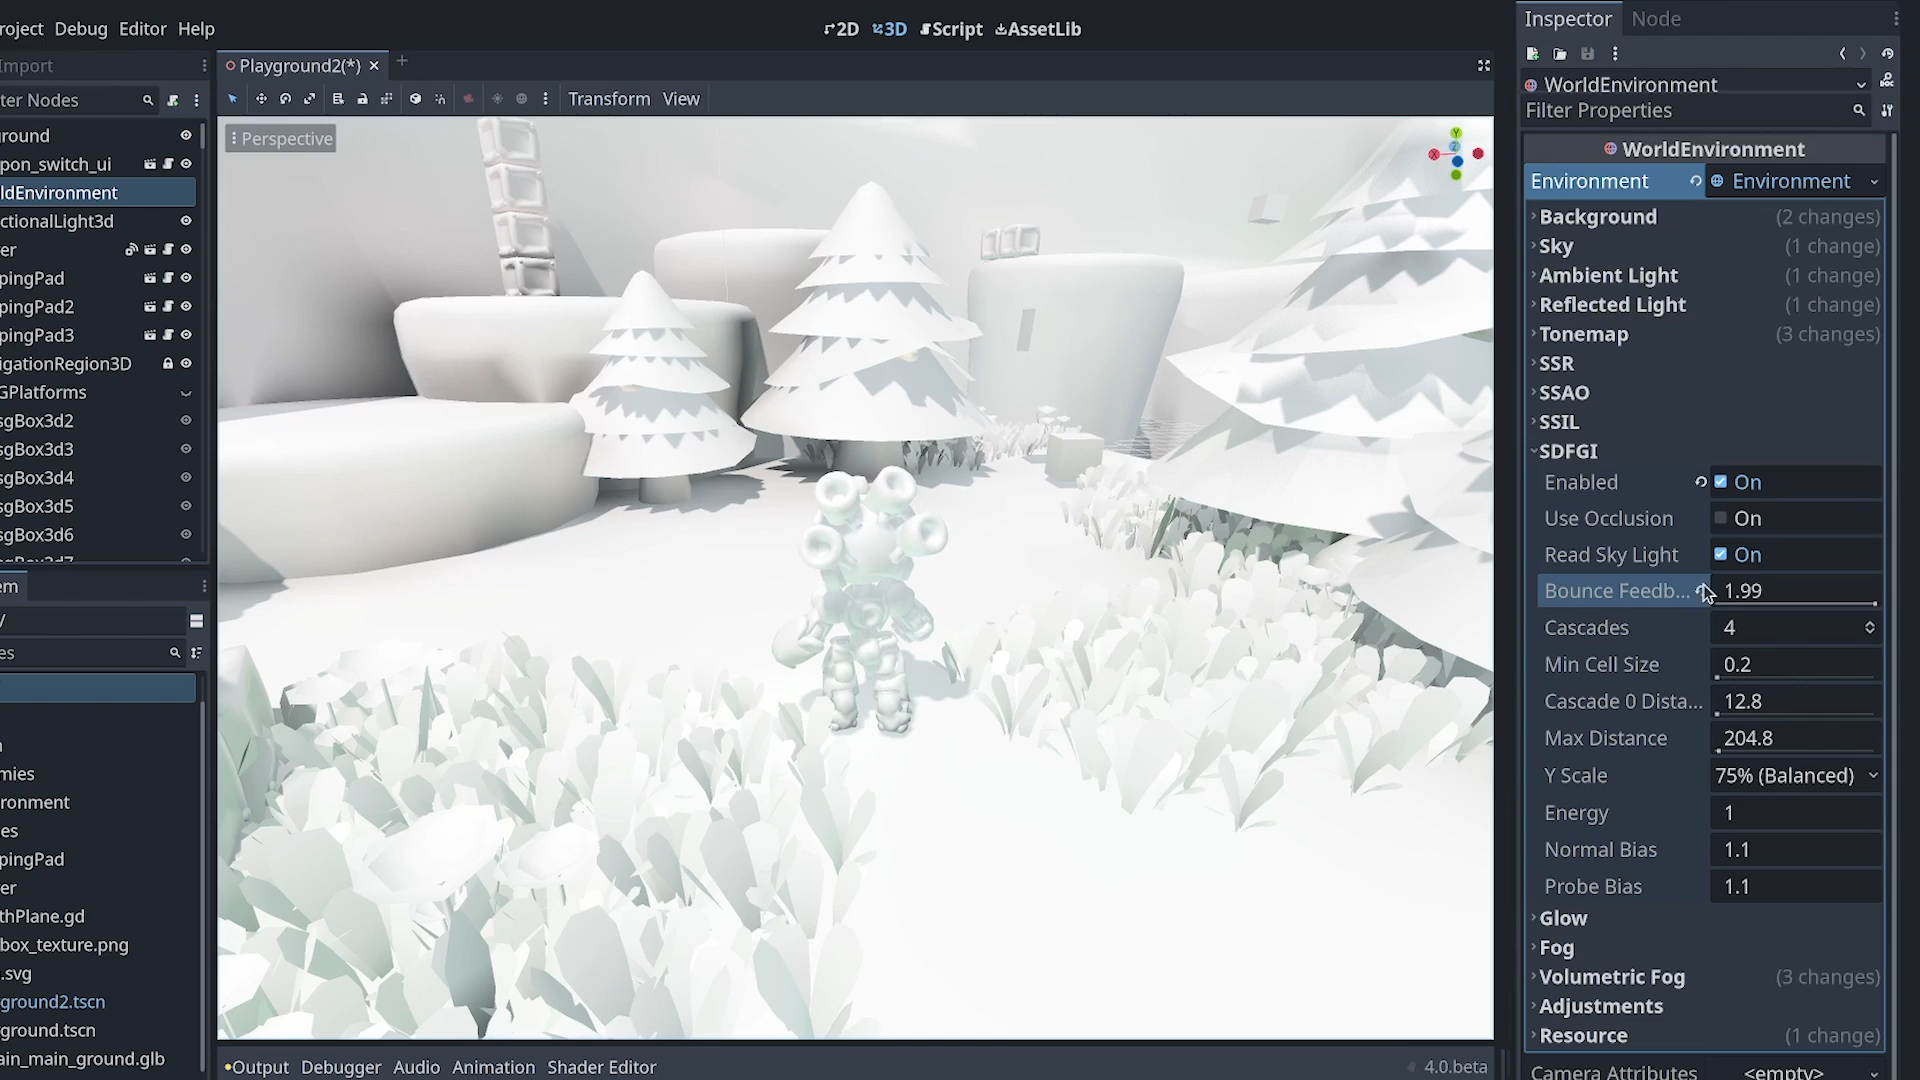 roject Debug Editor Help
2D 3D Script AssetLib
Inspector Node
Import
Playground2(*)
ter Nodes
Transform View
WorldEnvironment
Filter Properties
Perspective
Y
Z
X
round
pon_switch_ui
ldEnvironment
ctionalLight3d
er
pingPad
pingPad2
pingPad3
igationRegion3D
GPlatforms
sgBox3d2
sgBox3d3
sgBox3d4
sgBox3d5
sgBox3d6
sgBox3d7
em
/
es
n
mies
ronment
es
pingPad
er
thPlane.gd
box_texture.png
.svg
ground2.tscn
ground.tscn
ain_main_ground.glb
WorldEnvironment
Environment Environment
Background (2 changes)
Sky (1 change)
Ambient Light (1 change)
Reflected Light (1 change)
Tonemap (3 changes)
SSR
SSAO
SSIL
SDFGI
Enabled On
Use Occlusion On
Read Sky Light On
Bounce Feedb... 1.99
Cascades 4
Min Cell Size 0.2
Cascade 0 Dista... 12.8
Max Distance 204.8
Y Scale 75% (Balanced)
Energy 1
Normal Bias 1.1
Probe Bias 1.1
Glow
Fog
Volumetric Fog (3 changes)
Adjustments
Resource (1 change)
Camera Attributes <empty>
Output Debugger Audio Animation Shader Editor 4.0.beta